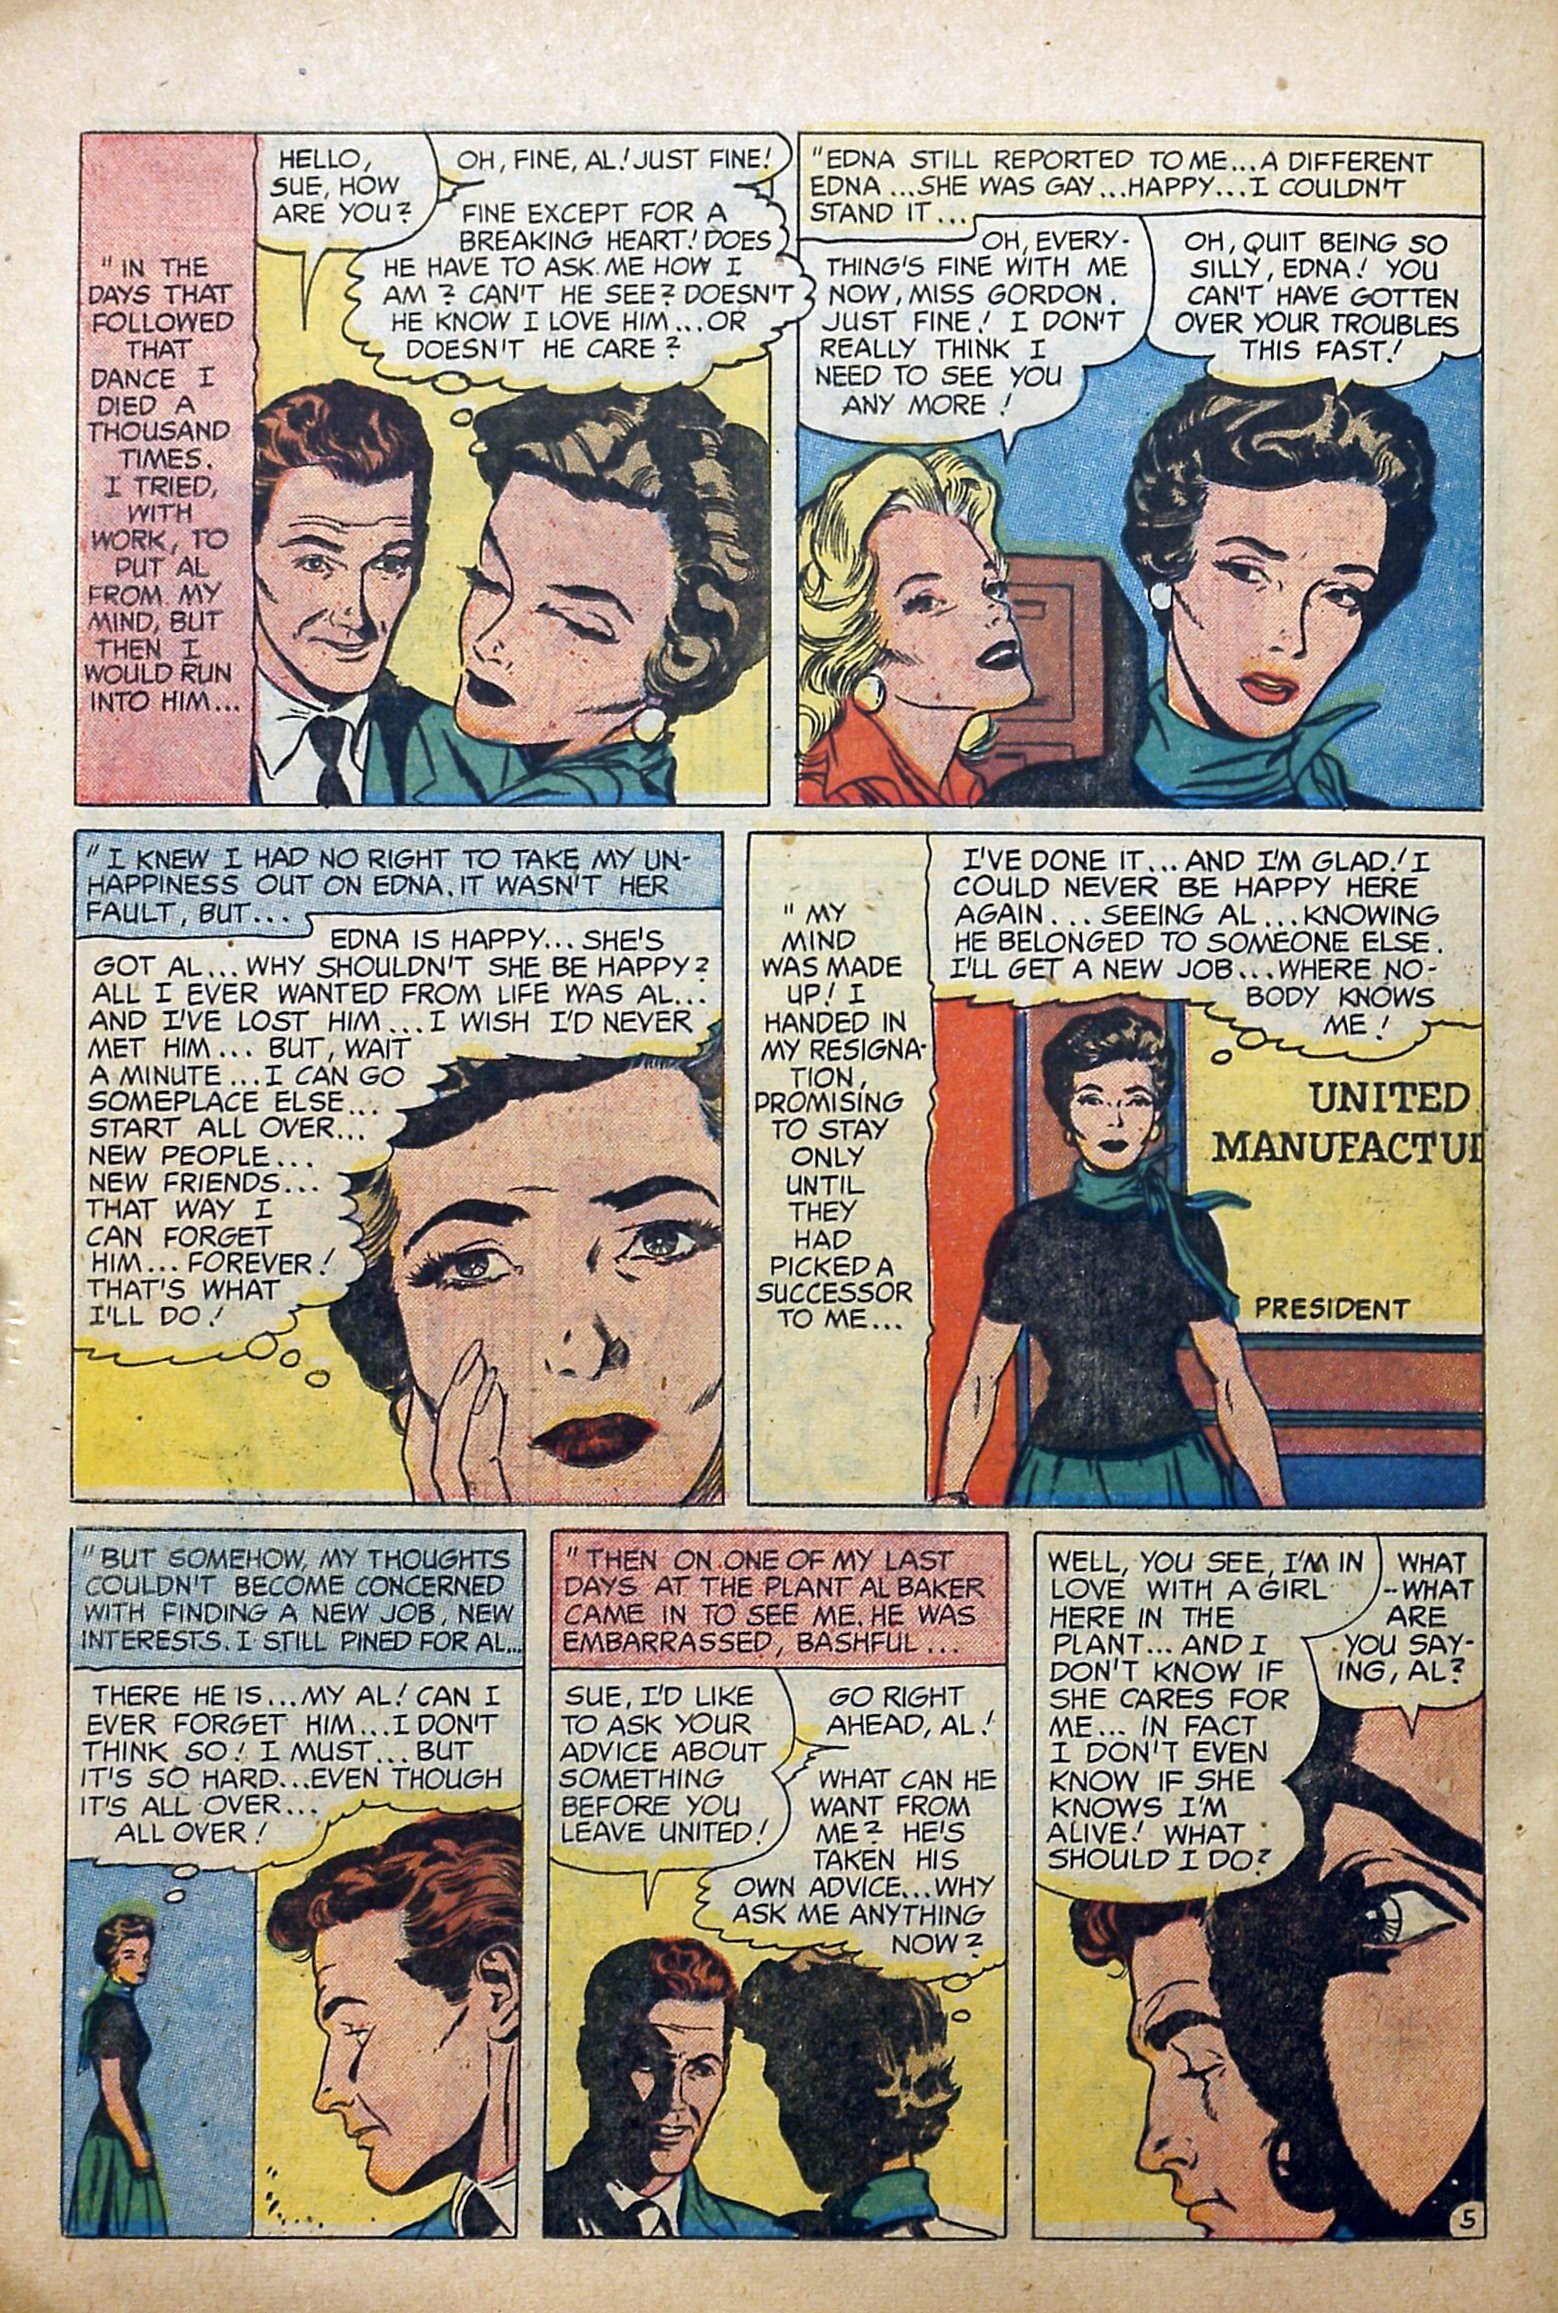 "IN THE
DAYS THAT
FOLLOWED
THAT
DANCE I
DIED A
THOUSAND
TIMES.
I TRIED,
WITH
WORK, TO
PUT AL
FROM MY
MIND, BUT
THEN I
WOULD RUN
INTO HIM...
HELLO,
SUE, HOW
ARE YOU?
OH, FINE, AL! JUST FINE!
FINE EXCEPT FOR A
BREAKING HEART! DOES
HE HAVE TO ASK ME HOW I
AM? CAN'T HE SEE? DOESN'T
HE KNOW I LOVE HIM...OR
DOESN'T HE CARE?
"EDNA STILL REPORTED TO ME...A DIFFERENT
EDNA...SHE WAS GAY...HAPPY...I COULDN'T
STAND IT...
OH, EVERY-
THING'S FINE WITH ME
NOW, MISS GORDON.
JUST FINE! I DON'T
REALLY THINK I
NEED TO SEE YOU
ANY MORE!
OH, QUIT BEING SO
SILLY, EDNA! YOU
CAN'T HAVE GOTTEN
OVER YOUR TROUBLES
THIS FAST!
"I KNEW I HAD NO RIGHT TO TAKE MY UN-
HAPPINESS OUT ON EDNA. IT WASN'T HER
FAULT, BUT...
EDNA IS HAPPY... SHE'S
GOT AL...WHY SHOULDN'T SHE BE HAPPY?
ALL I EVER WANTED FROM LIFE WAS AL...
AND I'VE LOST HIM...I WISH I'D NEVER
MET HIM... BUT, WAIT
A MINUTE...I CAN GO
SOMEPLACE ELSE...
START ALL OVER...
NEW PEOPLE...
NEW FRIENDS...
THAT WAY I
CAN FORGET
HIM... FOREVER!
THAT'S WHAT
I'LL DO!
"MY
MIND
WAS MADE
UP! I
HANDED IN
MY RESIGNA-
TION,
PROMISING
TO STAY
ONLY
UNTIL
THEY
HAD
PICKED A
SUCCESSOR
TO ME...
I'VE DONE IT...AND I'M GLAD! I
COULD NEVER BE HAPPY HERE
AGAIN... SEEING AL...KNOWING
HE BELONGED TO SOMEONE ELSE.
I'LL GET A NEW JOB...WHERE NO-
BODY KNOWS
ME!
UNITED
MANUFACTU
PRESIDENT
"BUT SOMEHOW, MY THOUGHTS
COULDN'T BECOME CONCERNED
WITH FINDING A NEW JOB, NEW
INTERESTS. I STILL PINED FOR AL...
THERE HE IS...MY AL! CAN I
EVER FORGET HIM...I DON'T
THINK SO! I MUST...BUT
IT'S SO HARD...EVEN THOUGH
IT'S ALL OVER...
ALL OVER!
"THEN ON ONE OF MY LAST
DAYS AT THE PLANT AL BAKER
CAME IN TO SEE ME. HE WAS
EMBARRASSED, BASHFUL...
SUE, I'D LIKE
TO ASK YOUR
ADVICE ABOUT
SOMETHING
BEFORE YOU
LEAVE UNITED!
GO RIGHT
AHEAD, AL!
WHAT CAN HE
WANT FROM
ME? HE'S
TAKEN HIS
OWN ADVICE...WHY
ASK ME ANYTHING
NOW?
WELL, YOU SEE, I'M IN
LOVE WITH A GIRL
HERE IN THE
PLANT... AND I
DON'T KNOW IF
SHE CARES FOR
ME... IN FACT
I DON'T EVEN
KNOW IF SHE
KNOWS I'M
ALIVE! WHAT
SHOULD I DO?
WHAT
--WHAT
ARE
YOU SAY-
ING, AL?
5